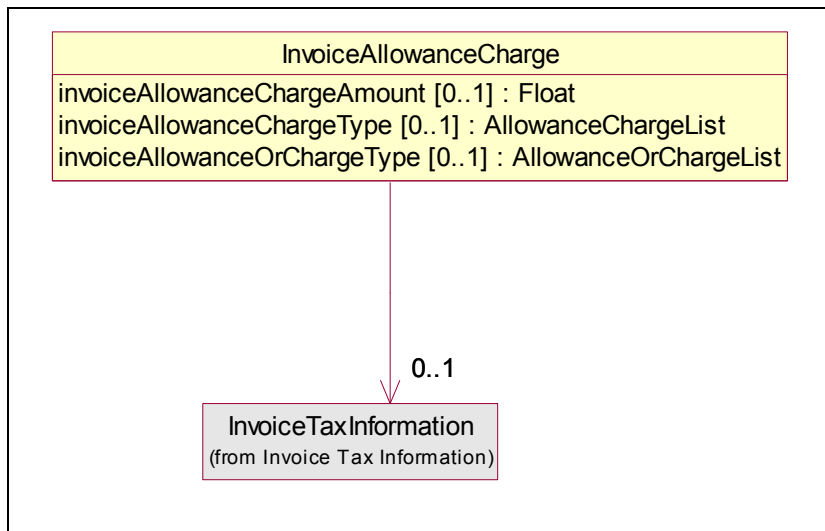 InvoiceAllowanceCharge
invoiceAllowanceChargeAmount [0..1] : Float
invoiceAllowanceChargeType [0..1] : AllowanceChargeList
invoiceAllowanceOrChargeType [0..1] : AllowanceOrChargeList
0..1
InvoiceTaxInformation
(from Invoice Tax Information)